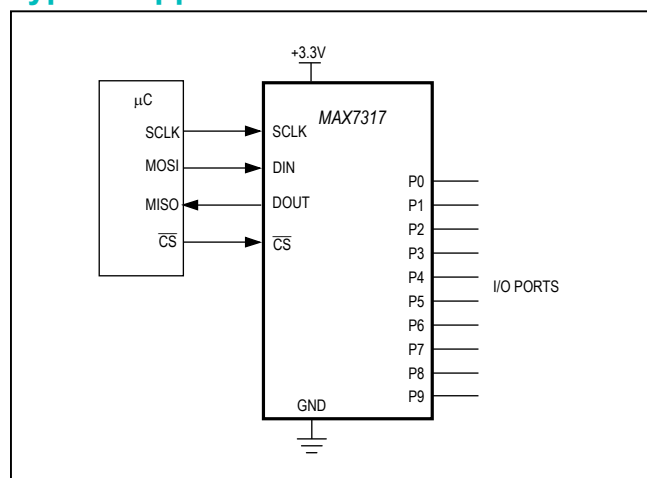 +3.3V
μC
SCLK
MOSI
MISO
CS
MAX7317
SCLK
DIN
DOUT
CS
P0
P1
P2
P3
P4
P5
P6
P7
P8
P9
I/O PORTS
GND